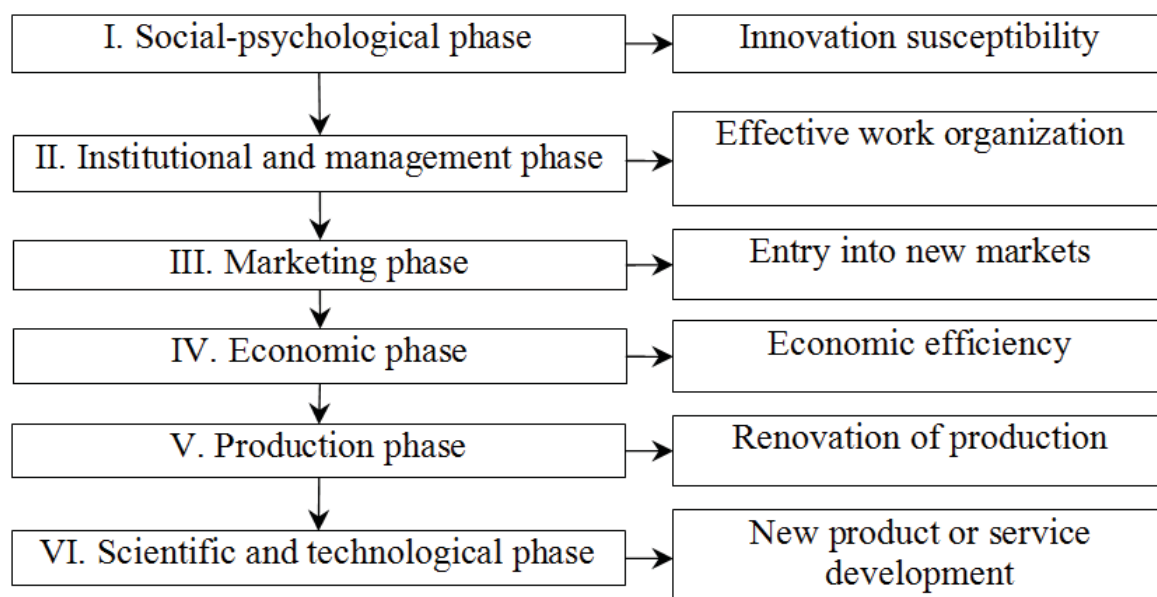 I. Social-psychological phase
Innovation susceptibility
II. Institutional and management phase
Effective work organization
III. Marketing phase
Entry into new markets
IV. Economic phase
Economic efficiency
V. Production phase
Renovation of production
VI. Scientific and technological phase
New product or service
development